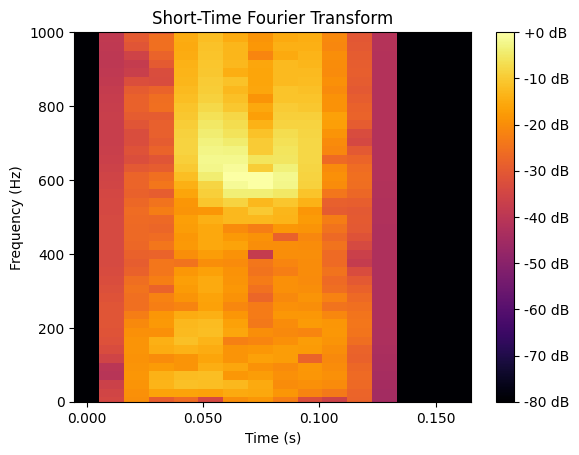 Short-Time Fourier Transform
1000
800
600
400
200
0
Frequency (Hz)
0.000
0.050
0.100
0.150
Time (s)
+0 dB
-10 dB
-20 dB
-30 dB
-40 dB
-50 dB
-60 dB
-70 dB
-80 dB